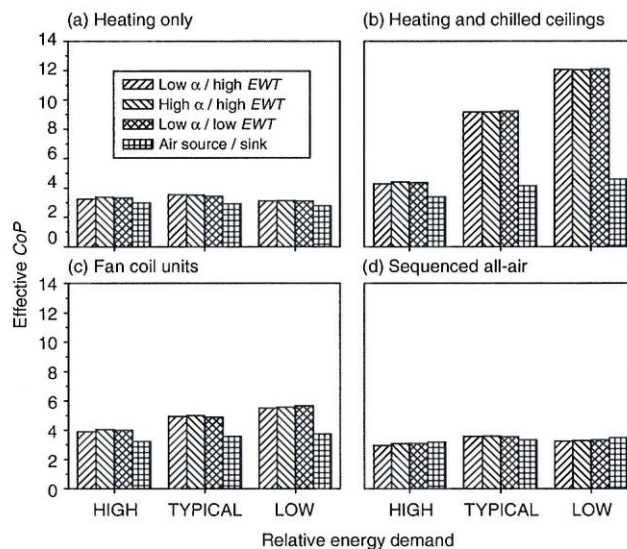 (a) Heating only
(b) Heating and chilled ceilings
14
12
10
8
6
4
2
0
Low α / high EWT
High α / high EWT
Low α / low EWT
Air source / sink
(c) Fan coil units
(d) Sequenced all-air
14
12
10
8
6
4
2
0
Effective CoP
HIGH TYPICAL LOW
HIGH TYPICAL LOW
Relative energy demand